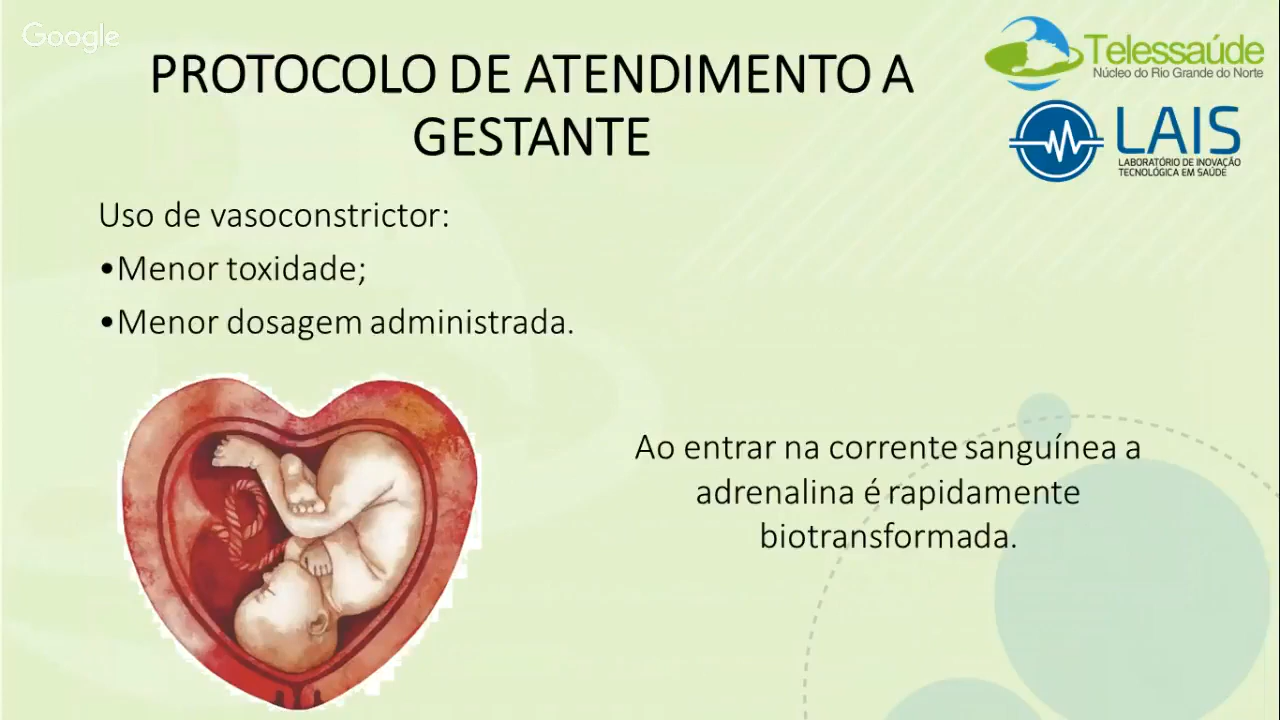 Google
PROTOCOLO DE ATENDIMENTO A
GESTANTE
Telessaúde
Núcleo do Rio Grande do Norte
LAIS
LABORATÓRIO DE INOVAÇÃO
TECNOLÓGICA EM SAÚDE
Uso de vasoconstrictor:
•Menor toxidade;
•Menor dosagem administrada.
Ao entrar na corrente sanguínea a
adrenalina é rapidamente
biotransformada.